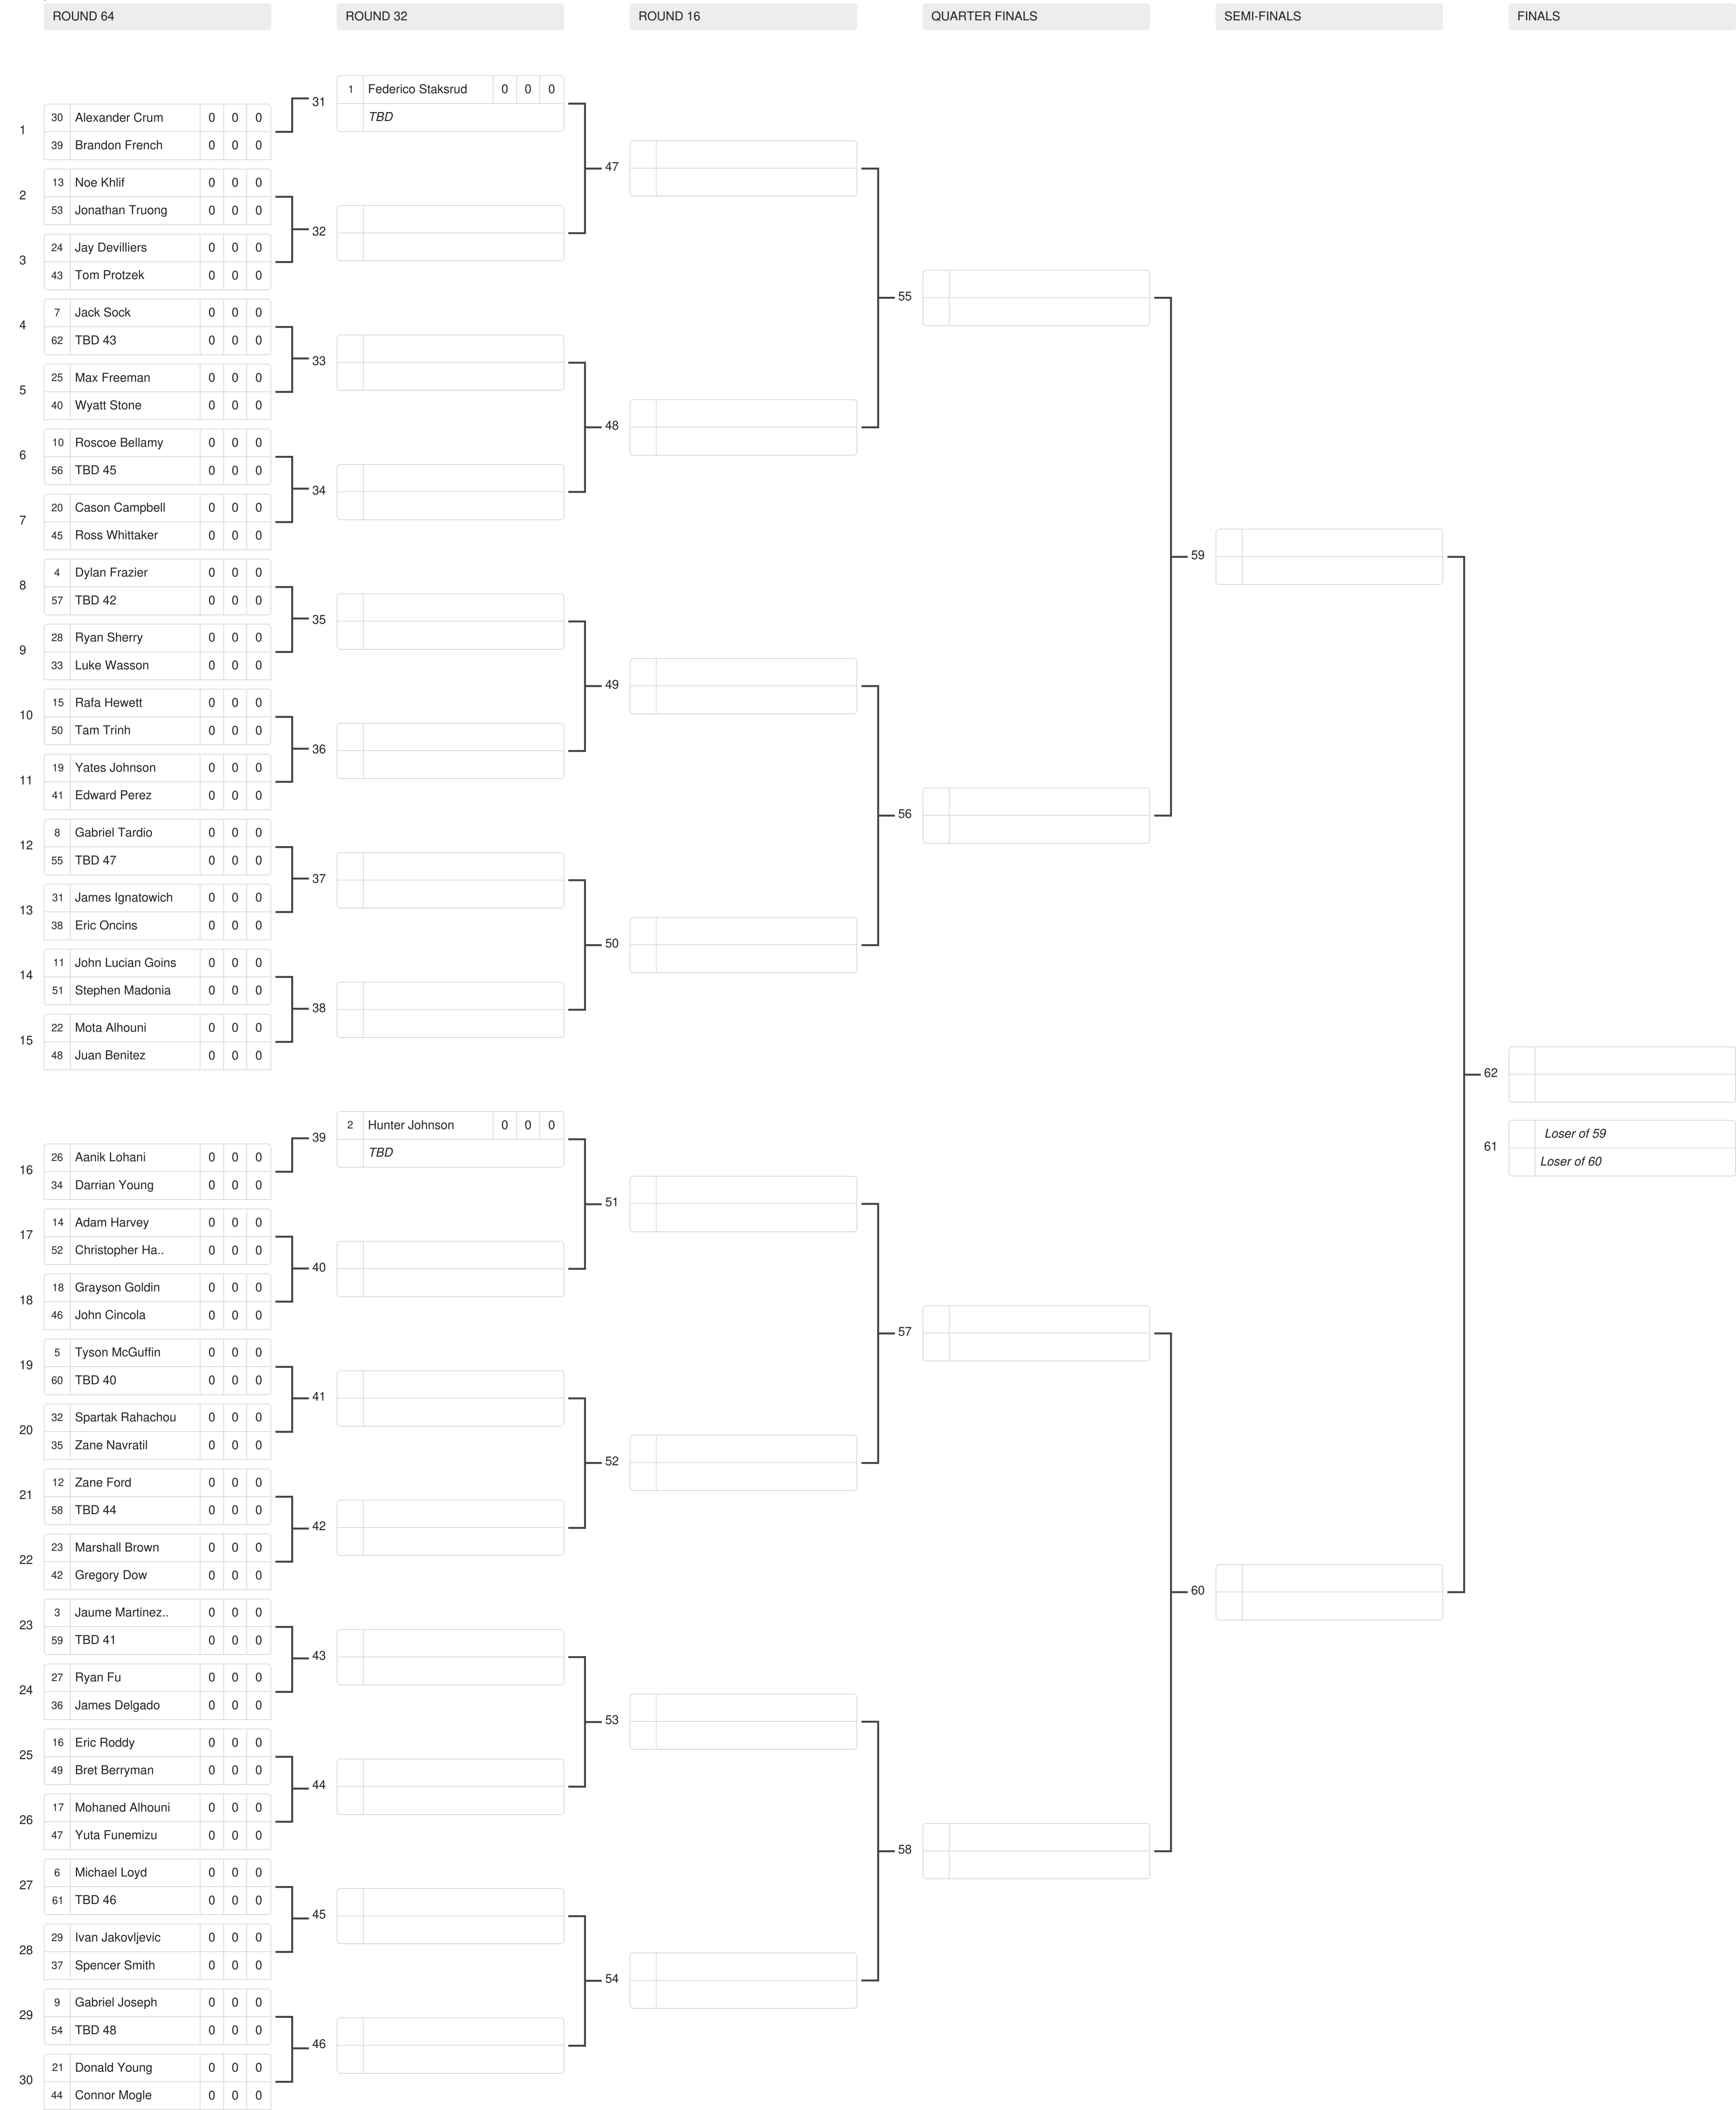 ROUND 64 ROUND 32 ROUND 16 QUARTER FINALS SEMI-FINALS FINALS
1
30 Alexander Crum 0 0 0
39 Brandon French 0 0 0
2
13 Noe Khlif 0 0 0
53 Jonathan Truong 0 0 0
3
24 Jay Devilliers 0 0 0
43 Tom Protzek 0 0 0
4
7 Jack Sock 0 0 0
62 TBD 43 0 0 0
5
25 Max Freeman 0 0 0
40 Wyatt Stone 0 0 0
6
10 Roscoe Bellamy 0 0 0
56 TBD 45 0 0 0
7
20 Cason Campbell 0 0 0
45 Ross Whittaker 0 0 0
8
4 Dylan Frazier 0 0 0
57 TBD 42 0 0 0
9
28 Ryan Sherry 0 0 0
33 Luke Wasson 0 0 0
10
15 Rafa Hewett 0 0 0
50 Tam Trinh 0 0 0
11
19 Yates Johnson 0 0 0
41 Edward Perez 0 0 0
12
8 Gabriel Tardio 0 0 0
55 TBD 47 0 0 0
13
31 James Ignatowich 0 0 0
38 Eric Oncins 0 0 0
14
11 John Lucian Goins 0 0 0
51 Stephen Madonia 0 0 0
15
22 Mota Alhouni 0 0 0
48 Juan Benitez 0 0 0
16
26 Aanik Lohani 0 0 0
34 Darrian Young 0 0 0
17
14 Adam Harvey 0 0 0
52 Christopher Ha.. 0 0 0
18
18 Grayson Goldin 0 0 0
46 John Cincola 0 0 0
19
5 Tyson McGuffin 0 0 0
60 TBD 40 0 0 0
20
32 Spartak Rahachou 0 0 0
35 Zane Navratil 0 0 0
21
12 Zane Ford 0 0 0
58 TBD 44 0 0 0
22
23 Marshall Brown 0 0 0
42 Gregory Dow 0 0 0
23
3 Jaume Martinez.. 0 0 0
59 TBD 41 0 0 0
24
27 Ryan Fu 0 0 0
36 James Delgado 0 0 0
25
16 Eric Roddy 0 0 0
49 Bret Berryman 0 0 0
26
17 Mohaned Alhouni 0 0 0
47 Yuta Funemizu 0 0 0
27
6 Michael Loyd 0 0 0
61 TBD 46 0 0 0
28
29 Ivan Jakovljevic 0 0 0
37 Spencer Smith 0 0 0
29
9 Gabriel Joseph 0 0 0
54 TBD 48 0 0 0
30
21 Donald Young 0 0 0
44 Connor Mogle 0 0 0
31
1 Federico Staksrud 0 0 0
TBD
32
33
34
35
36
37
38
39
2 Hunter Johnson 0 0 0
TBD
40
41
42
43
44
45
46
47
48
49
50
51
52
53
54
55
56
57
58
59
60
62
61
Loser of 59
Loser of 60